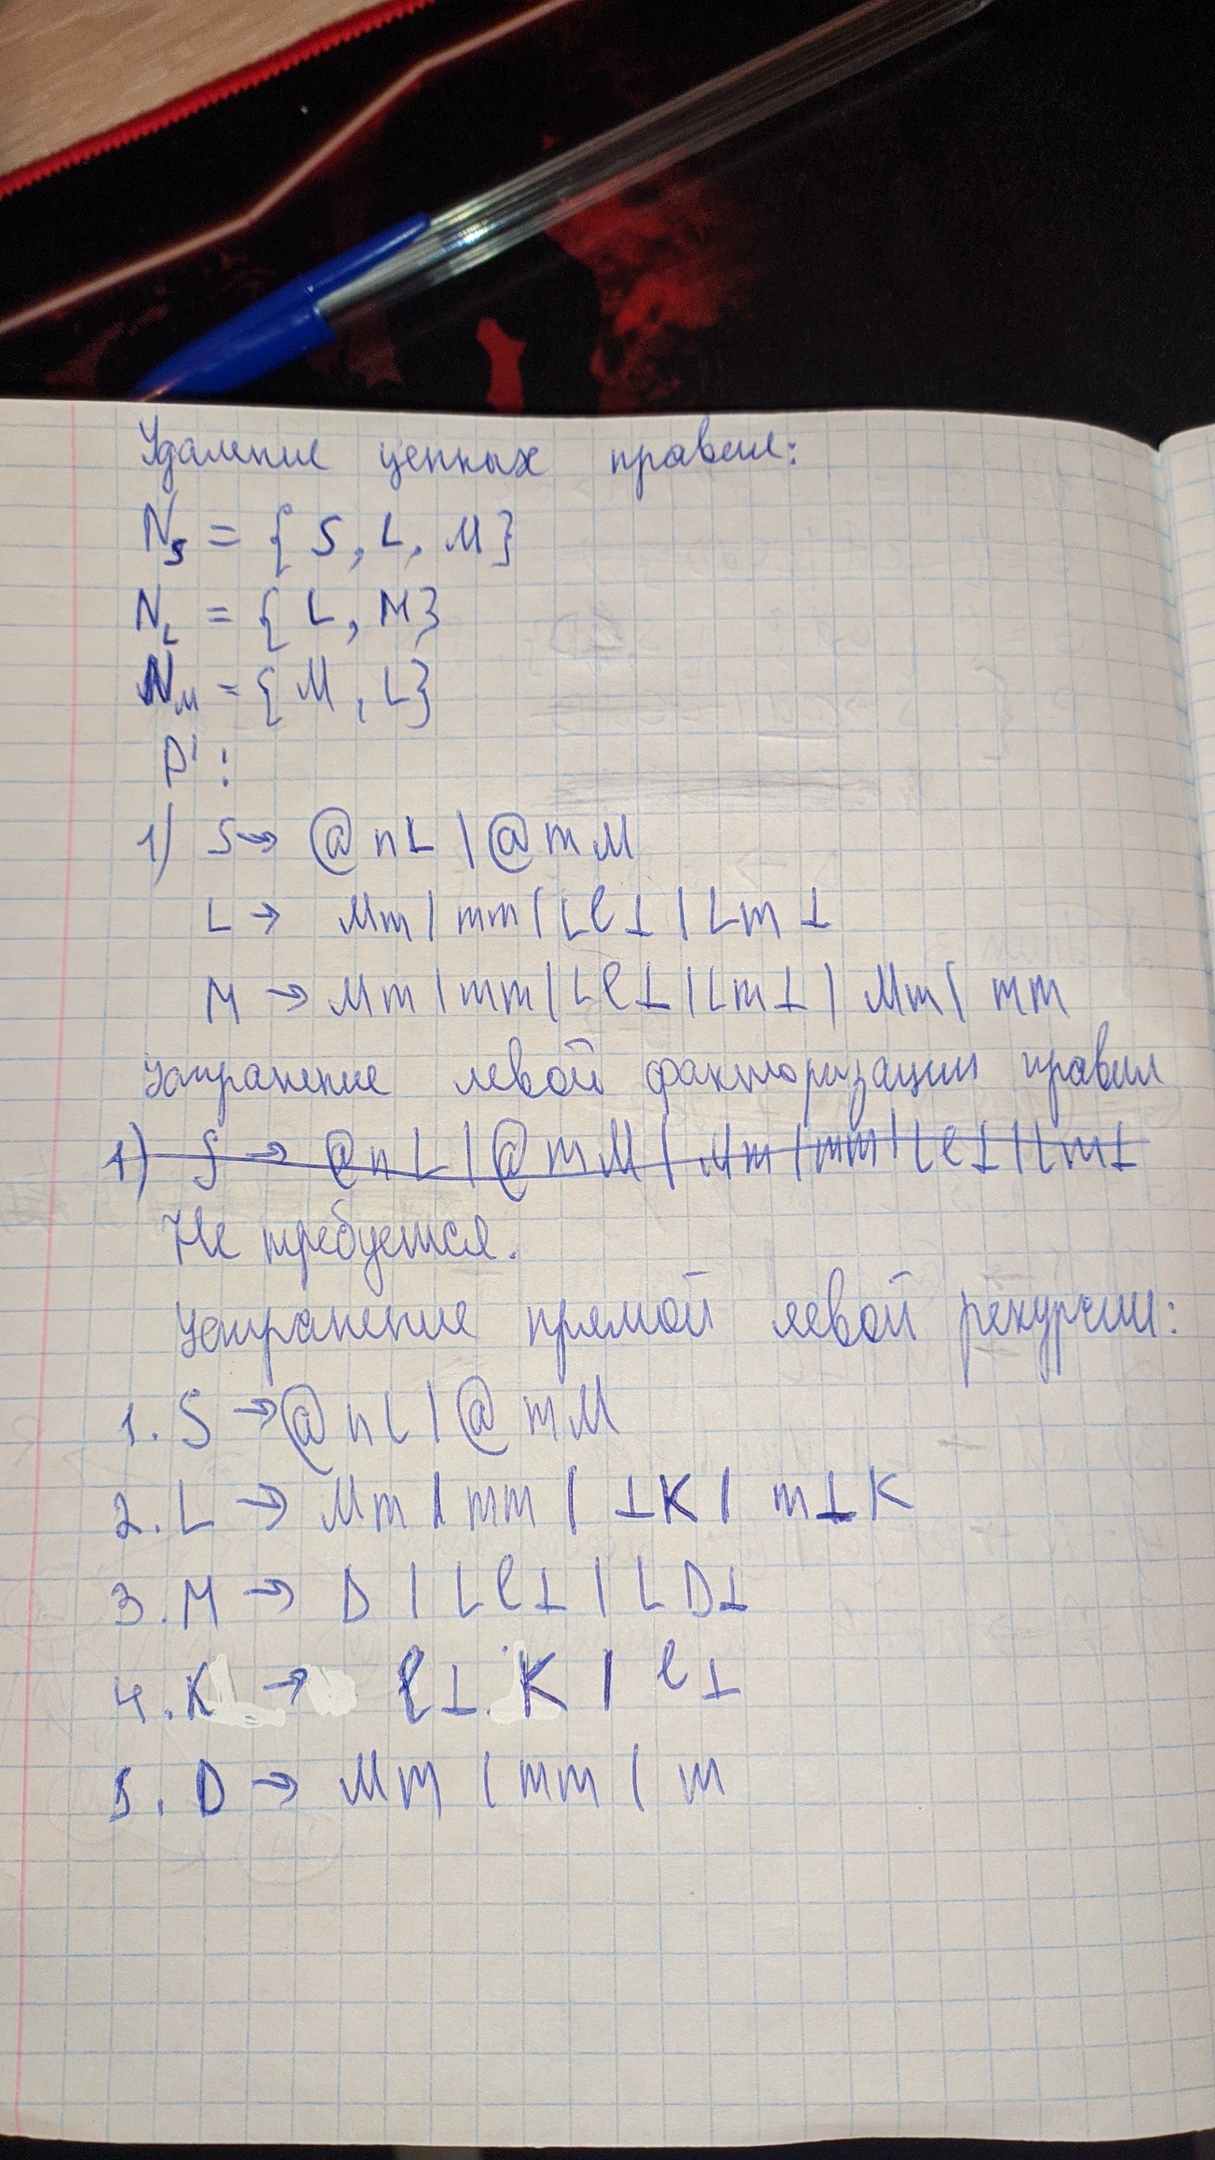 Удаление цепных правил:
N_S = { S, L, M }
N_L = { L, M }
N_M = { M, L }
P' :
1) S → @nL | @mM
L → Mm | mm | Ll⊥ | Lm⊥
M → Mm | mm | Ll⊥ | Lm⊥ | Mm | mm
Устранение левой факторизации правил
1) S → @nL | @mM | Mm | mm | Ll⊥ | Lm⊥
Не требуется.
Устранение прямой левой рекурсии:
1. S → @nL | @mM
2. L → Mm | mm | ⊥K | m⊥K
3. M → D | Ll⊥ | LD⊥
4. K → l⊥K | l⊥
5. D → Mm | mm | m